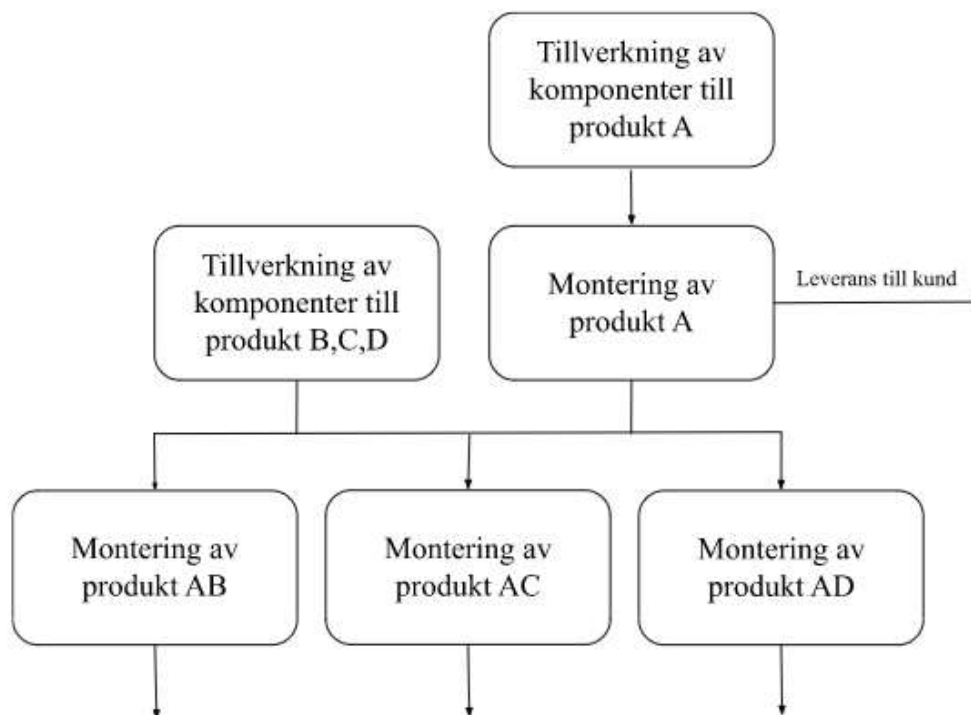 Tillverkning av
komponenter till
produkt A
Tillverkning av
komponenter till
produkt B,C,D
Montering av
produkt A
Leverans till kund
Montering av
produkt AB
Montering av
produkt AC
Montering av
produkt AD